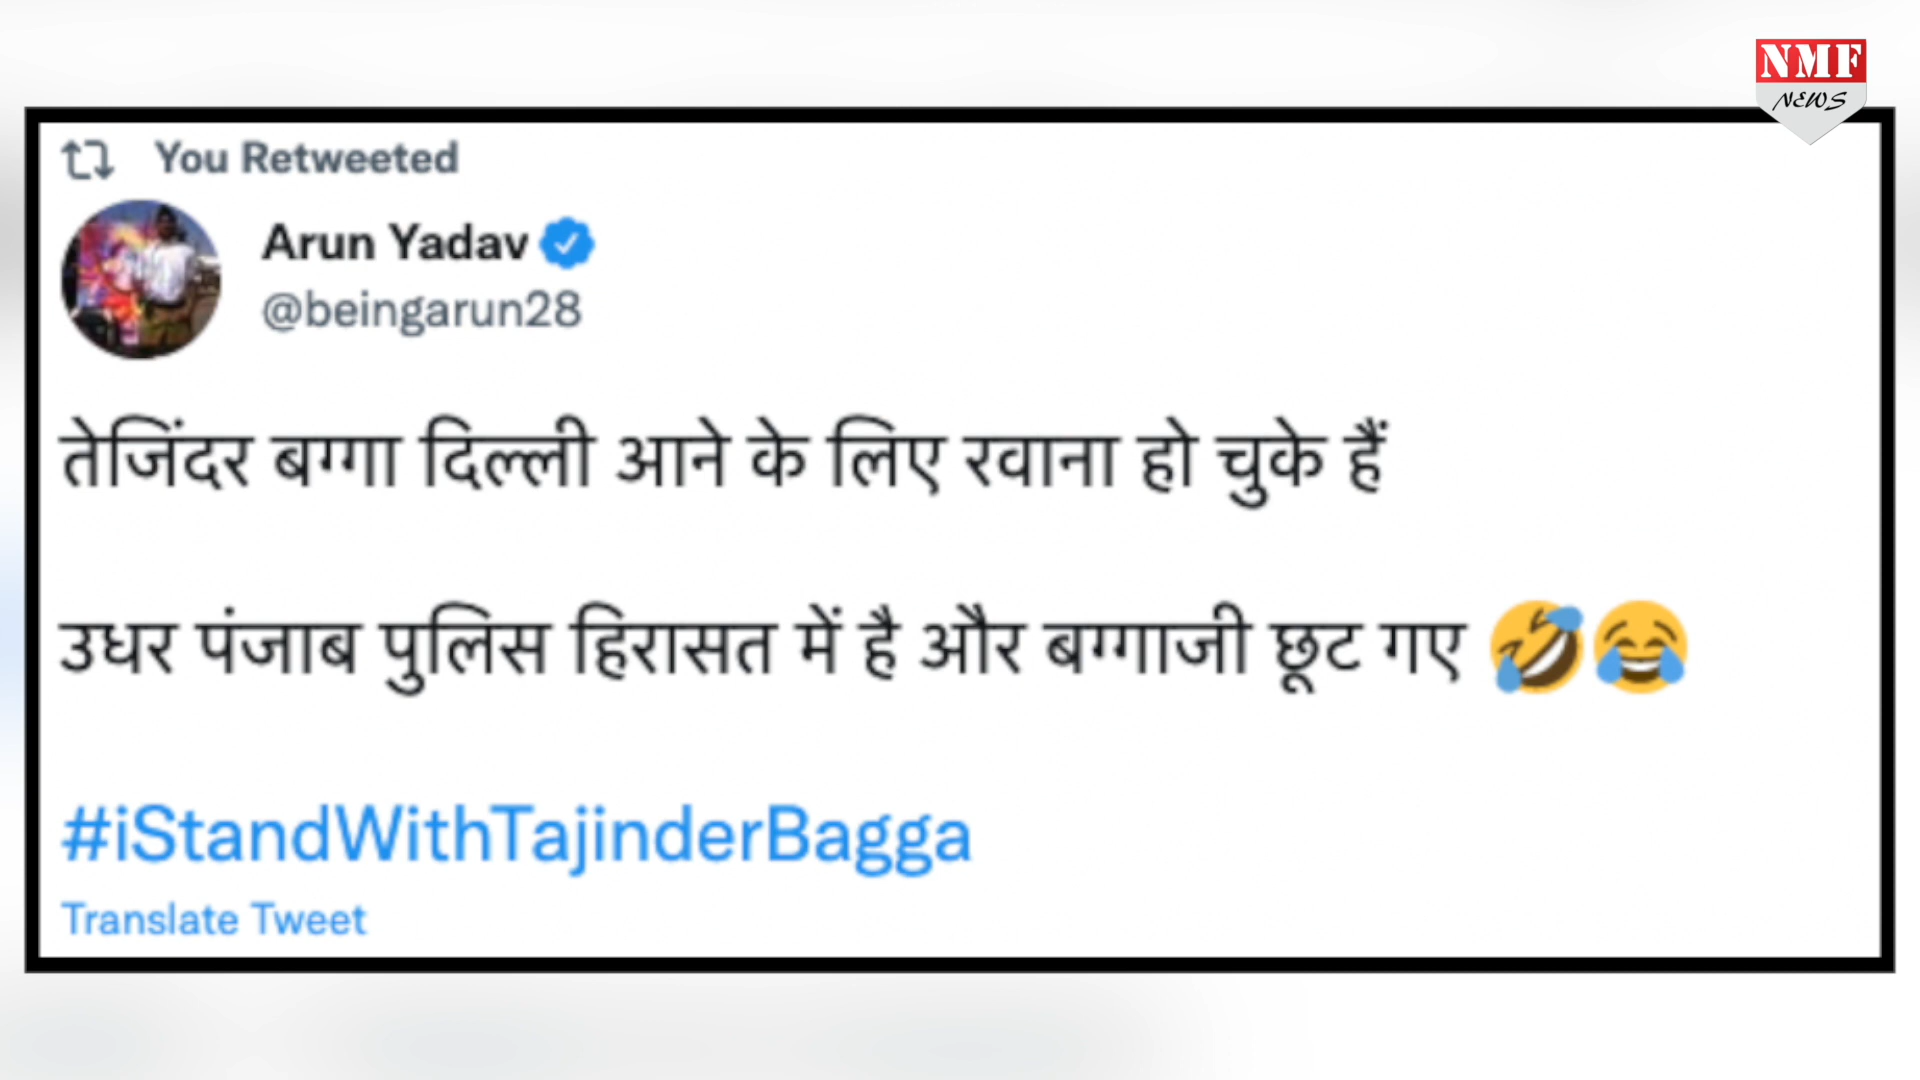 NMF
NEWS
You Retweeted
Arun Yadav
@beingarun28
तेजिंदर बग्गा दिल्ली आने के लिए रवाना हो चुके हैं
उधर पंजाब पुलिस हिरासत में है और बग्गाजी छूट गए 🤣😂
#iStandWithTajinderBagga
Translate Tweet